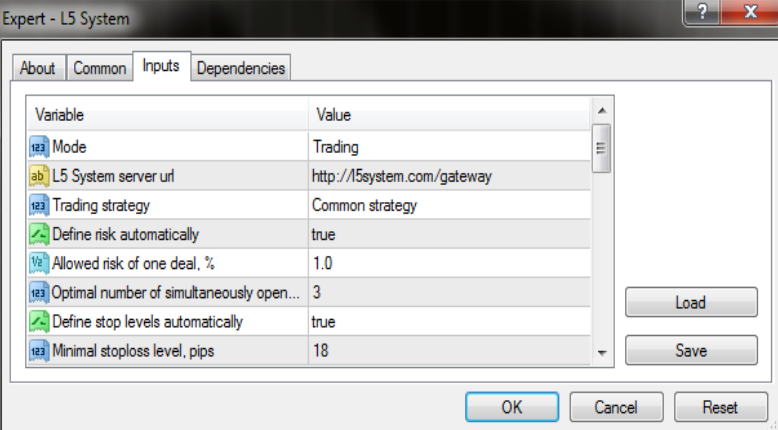 Expert - L5 System
? X
About Common Inputs Dependencies
Variable Value
123 Mode Trading
ab L5 System server url http://l5system.com/gateway
123 Trading strategy Common strategy
Define risk automatically true
1/2 Allowed risk of one deal, % 1.0
123 Optimal number of simultaneously open... 3
Define stop levels automatically true
123 Minimal stoploss level, pips 18
Load
Save
OK Cancel Reset